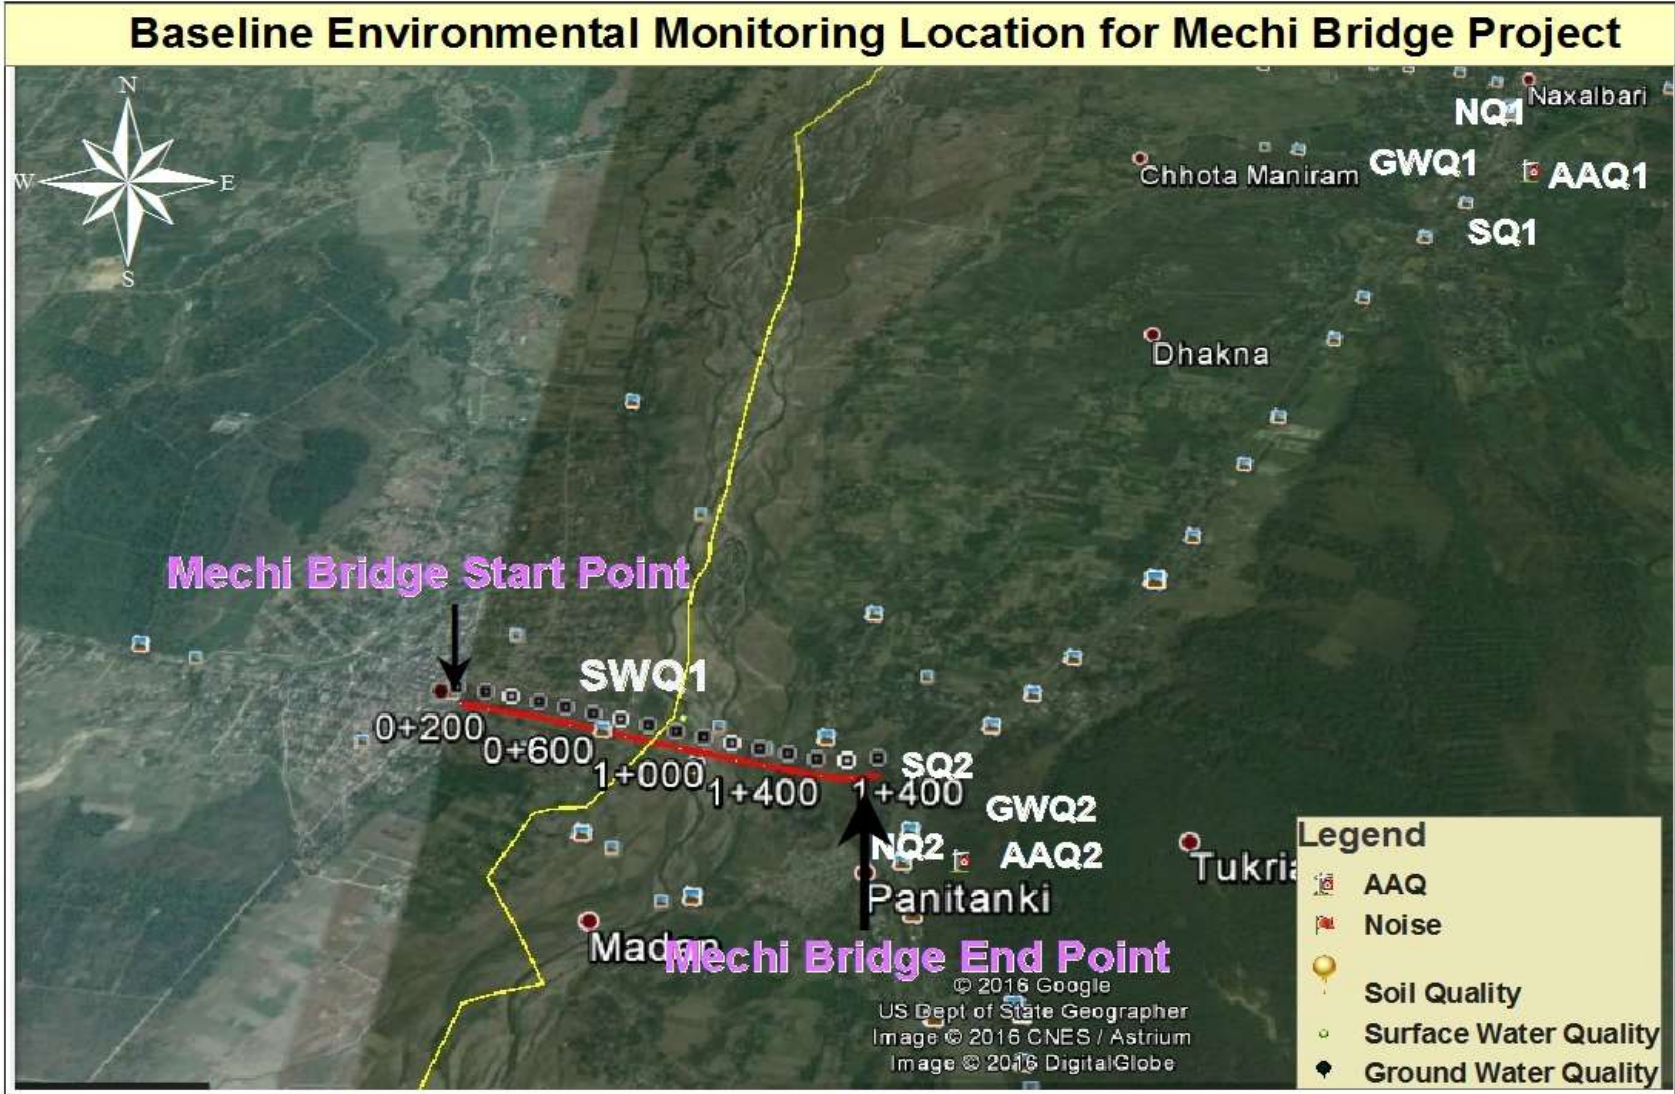 Baseline Environmental Monitoring Location for Mechi Bridge Project
N
W
E
S
Naxalbari
NQ1
Chhota Maniram
GWQ1
AAQ1
SQ1
Dhakna
Mechi Bridge Start Point
SWQ1
0+200
0+600
1+000
1+400
1+400
SQ2
GWQ2
NQ2
AAQ2
Panitanki
Madan
Mechi Bridge End Point
© 2016 Google
US Dept of State Geographer
Image © 2016 CNES / Astrium
Image © 2016 DigitalGlobe
Legend
AAQ
Noise
Soil Quality
Surface Water Quality
Ground Water Quality